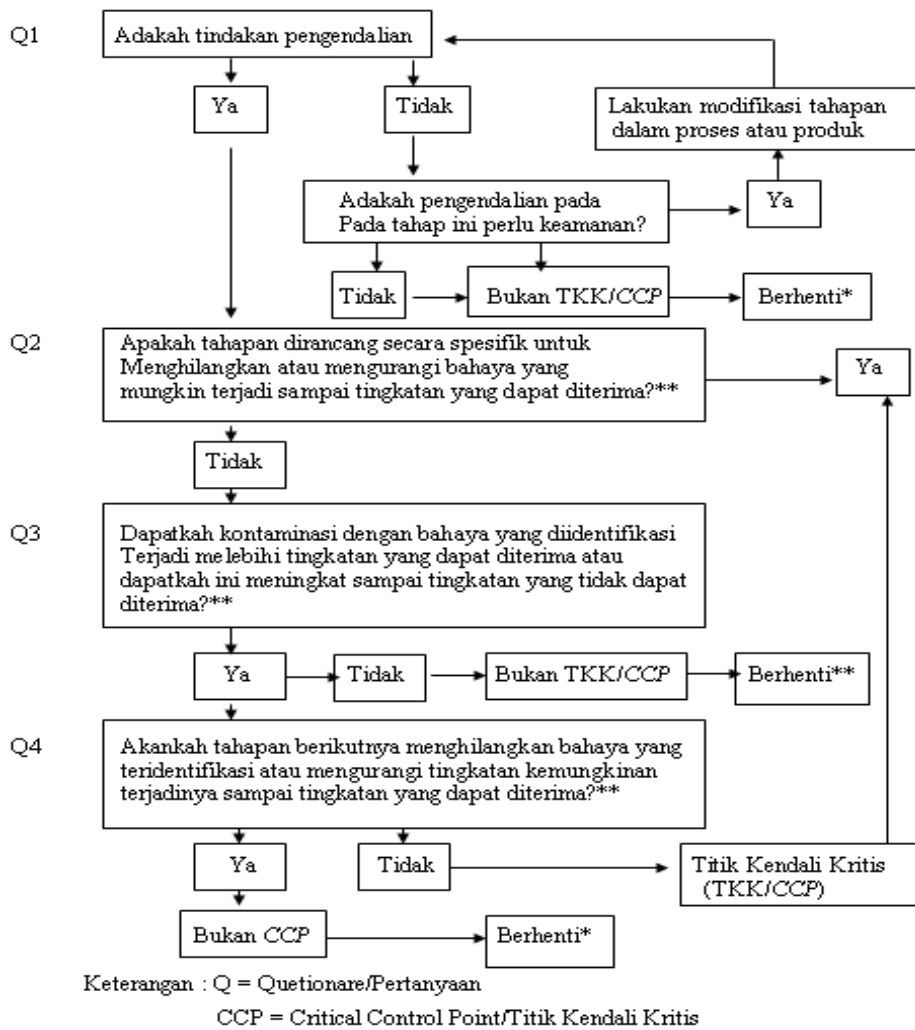 Q1
Adakah tindakan pengendalian
Ya
Tidak
Lakukan modifikasi tahapan
dalam proses atau produk
Adakah pengendalian pada
Pada tahap ini perlu keamanan?
Ya
Tidak
Bukan TKK/CCP
Berhenti*
Q2
Apakah tahapan dirancang secara spesifik untuk
Menghilangkan atau mengurangi bahaya yang
mungkin terjadi sampai tingkatan yang dapat diterima?**
Ya
Tidak
Q3
Dapatkah kontaminasi dengan bahaya yang diidentifikasi
Terjadi melebihi tingkatan yang dapat diterima atau
dapatkah ini meningkat sampai tingkatan yang tidak dapat
diterima?**
Ya
Tidak
Bukan TKK/CCP
Berhenti**
Q4
Akankah tahapan berikutnya menghilangkan bahaya yang
teridentifikasi atau mengurangi tingkatan kemungkinan
terjadinya sampai tingkatan yang dapat diterima?**
Ya
Tidak
Titik Kendali Kritis
(TKK/CCP)
Bukan CCP
Berhenti*
Keterangan : Q = Quetionare/Pertanyaan
CCP = Critical Control Point/Titik Kendali Kritis